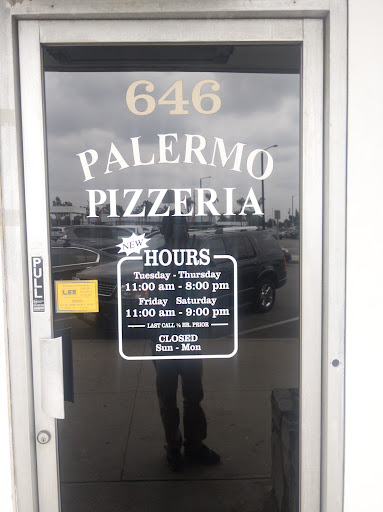 646
PALERMO
PIZZERIA
NEW
HOURS
Tuesday - Thursday
11:00 am - 8:00 pm
Friday Saturday
11:00 am - 9:00 pm
LAST CALL ½ HR. PRIOR
CLOSED
Sun - Mon
PULL